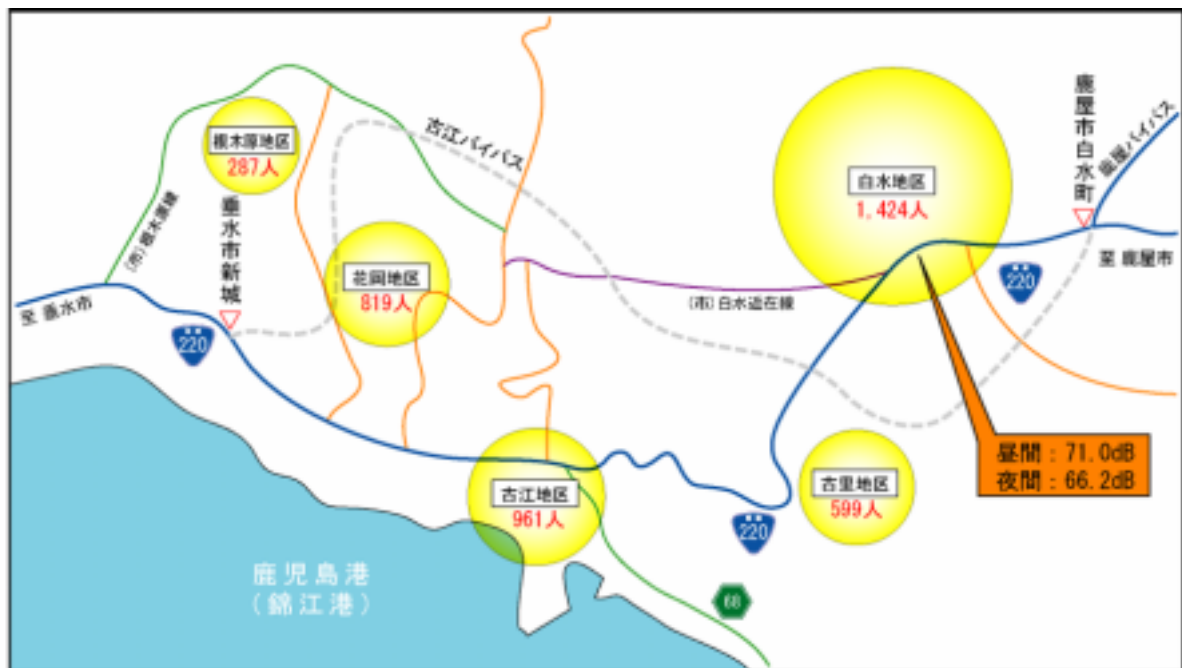 根木原地区
287人
(市)根木原線
垂水市新城
至 垂水市
220
古江バイパス
花岡地区
819人
白水地区
1,424人
鹿屋市白水町
鹿屋バイパス
至 鹿屋市
220
(市)白水迫在線
昼間：71.0dB
夜間：66.2dB
古江地区
961人
古里地区
599人
220
68
鹿児島港
(錦江港)